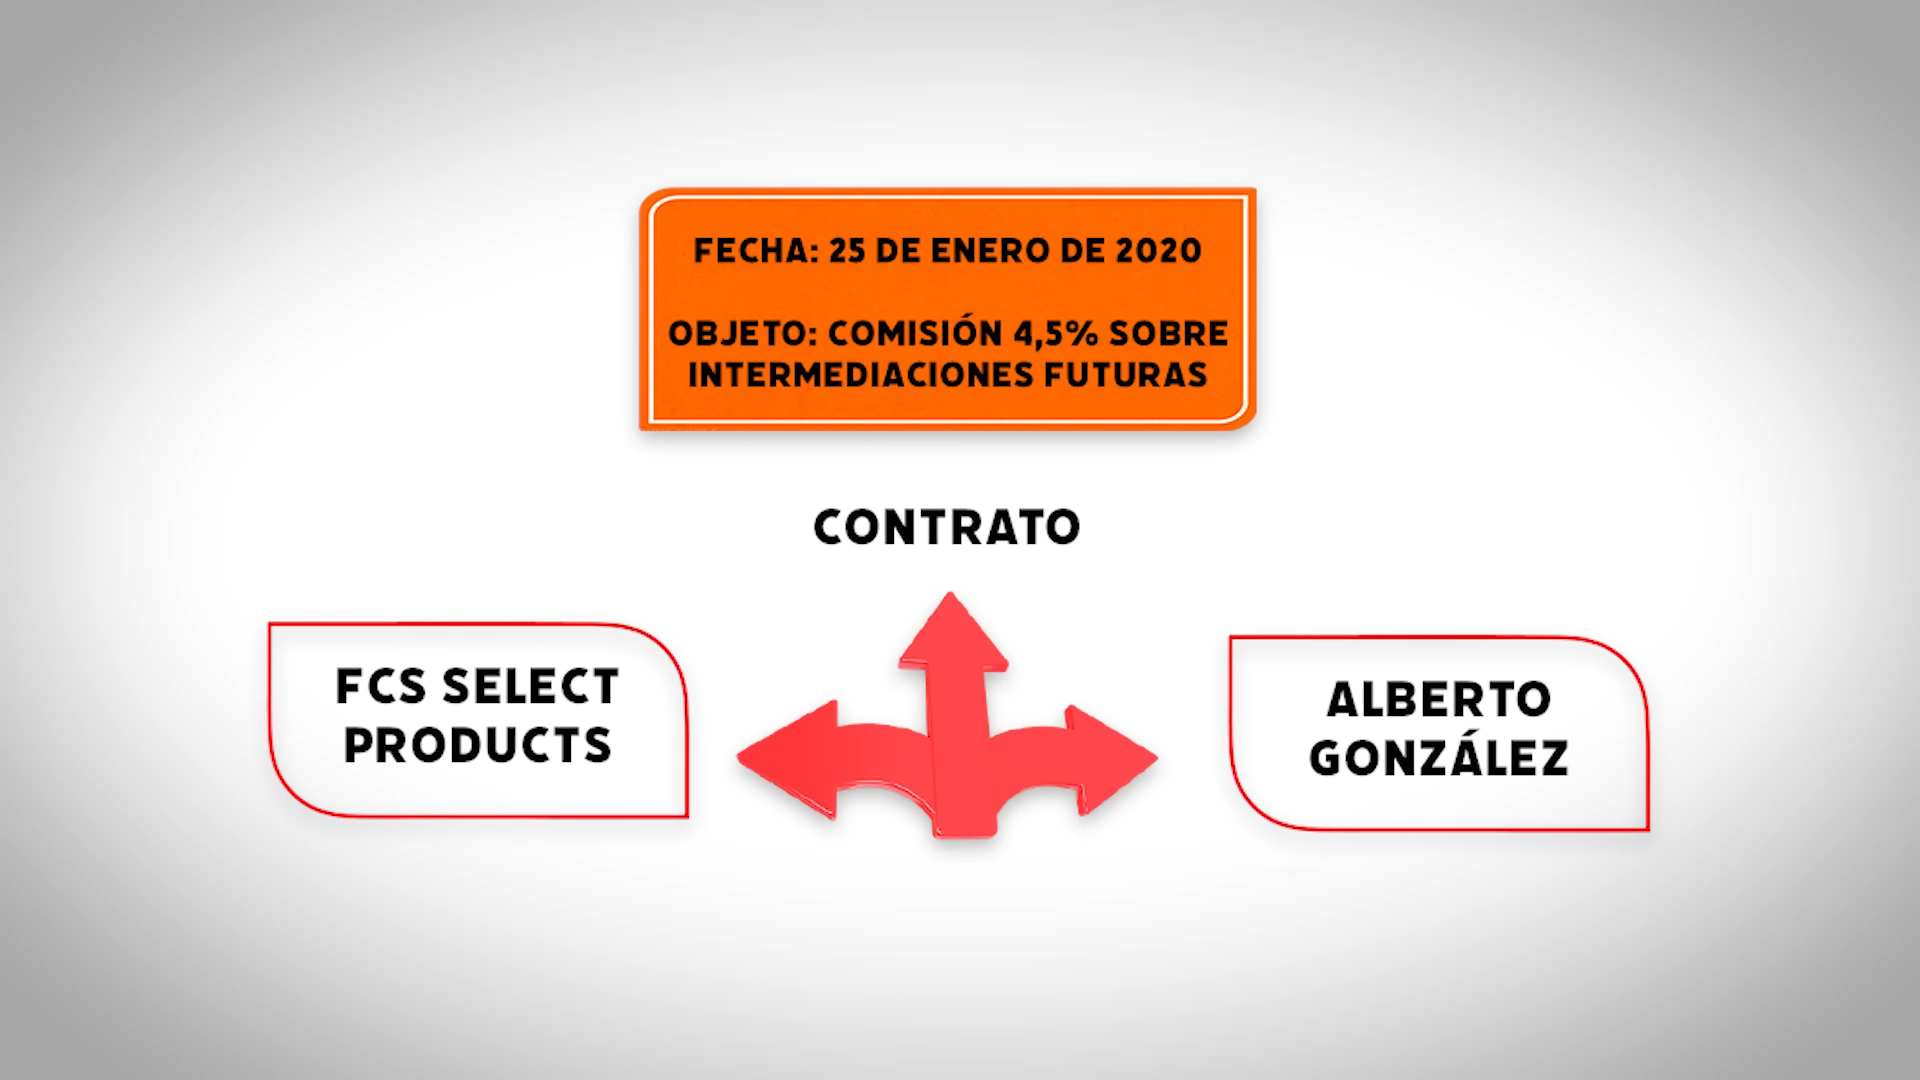 FECHA: 25 DE ENERO DE 2020
OBJETO: COMISIÓN 4,5% SOBRE
INTERMEDIACIONES FUTURAS
CONTRATO
FCS SELECT
PRODUCTS
ALBERTO
GONZÁLEZ